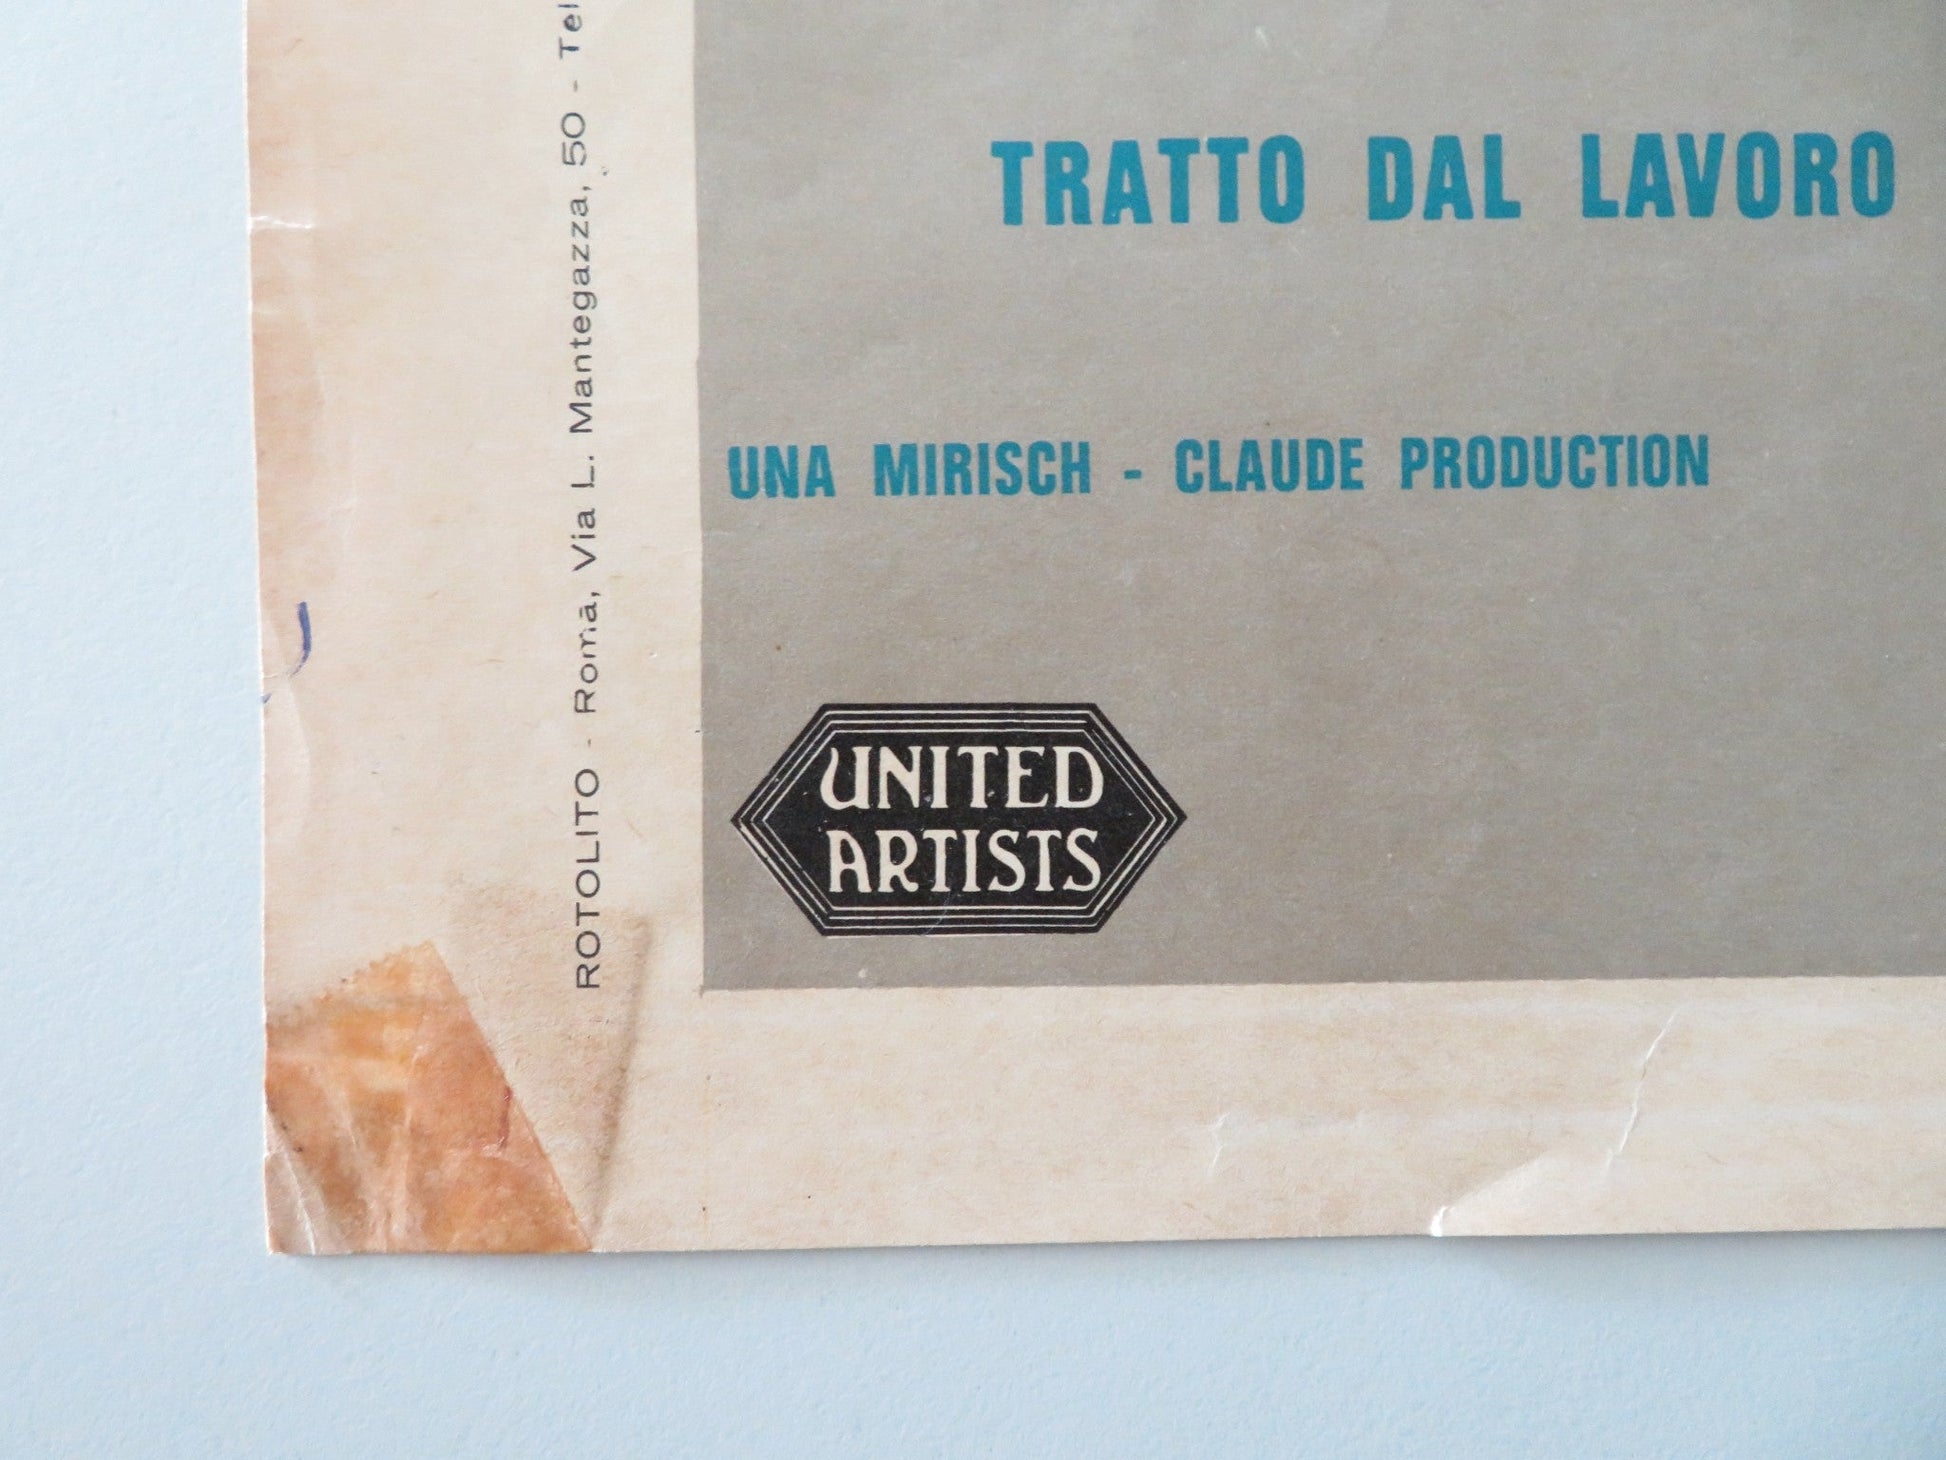 TRATTO DAL LAVORO
UNA MIRISCH - CLAUDE PRODUCTION
UNITED
ARTISTS
ROTOLITO - Roma, Via L. Mantegazza, 50 - Tel